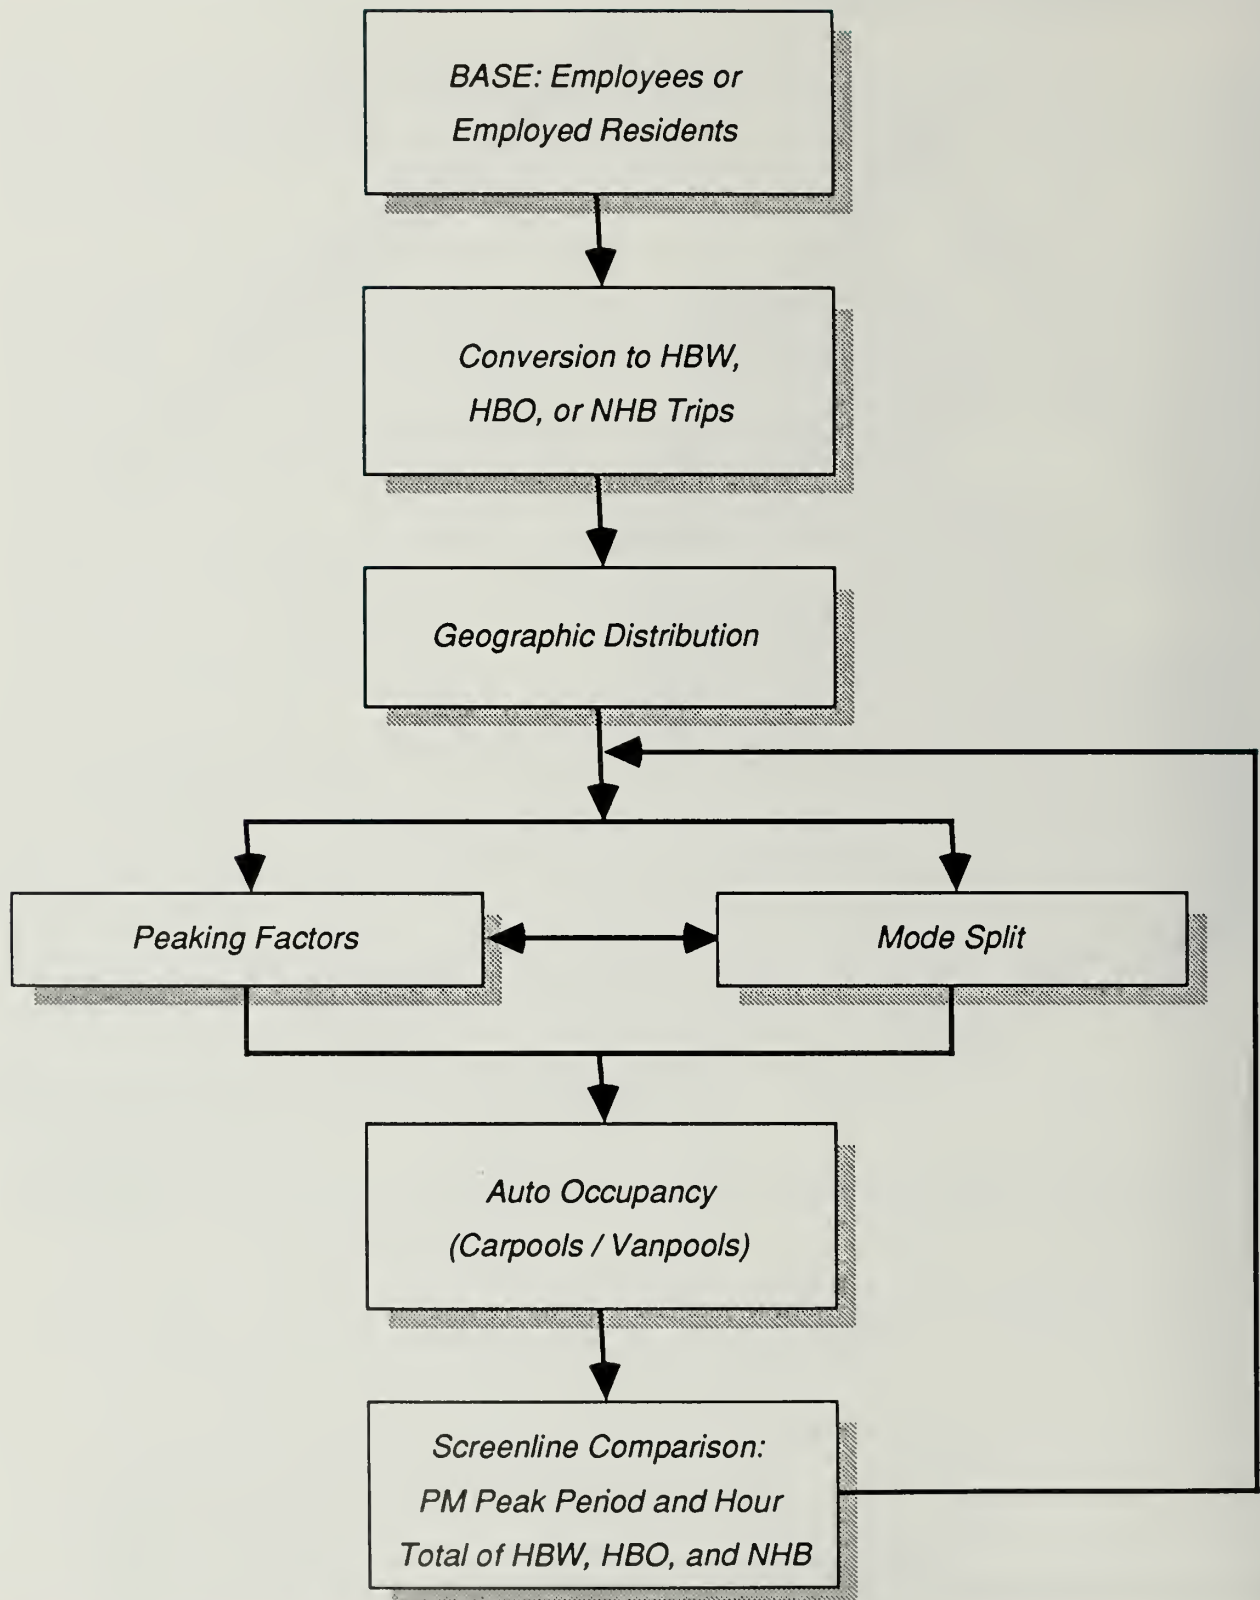 BASE: Employees or
Employed Residents
Conversion to HBW,
HBO, or NHB Trips
Geographic Distribution
Peaking Factors
Mode Split
Auto Occupancy
(Carpools / Vanpools)
Screenline Comparison:
PM Peak Period and Hour
Total of HBW, HBO, and NHB